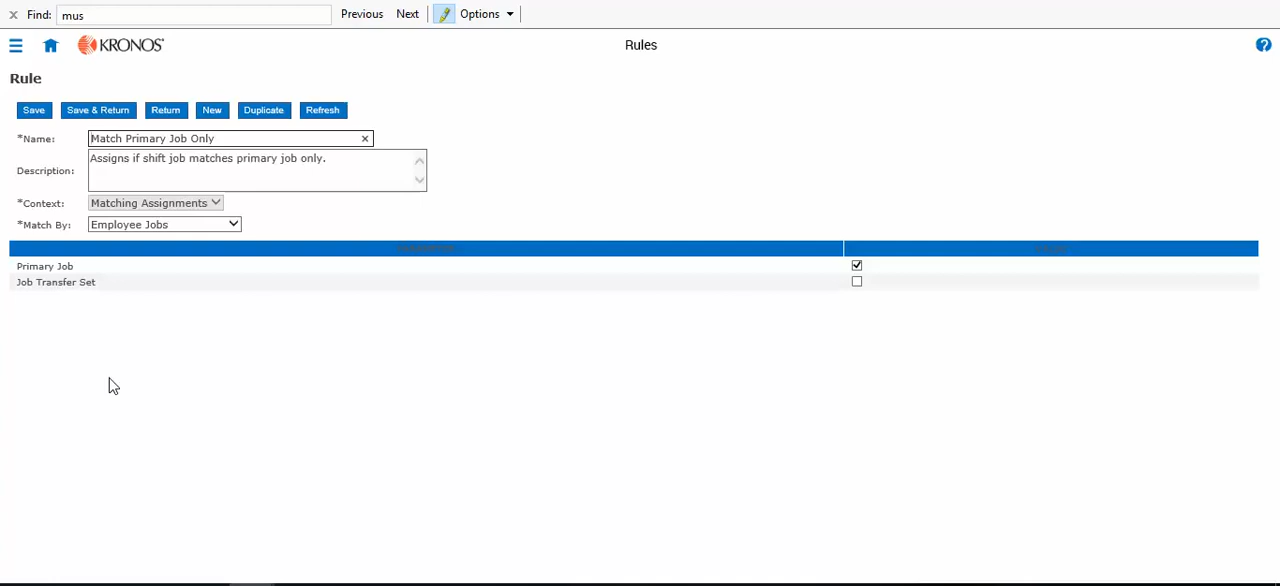 Find: mus Previous Next Options
KRONOS Rules
Rule
Save Save & Return Return New Duplicate Refresh
*Name: Match Primary Job Only
Description: Assigns if shift job matches primary job only.
*Context: Matching Assignments
*Match By: Employee Jobs
Primary Job
Job Transfer Set